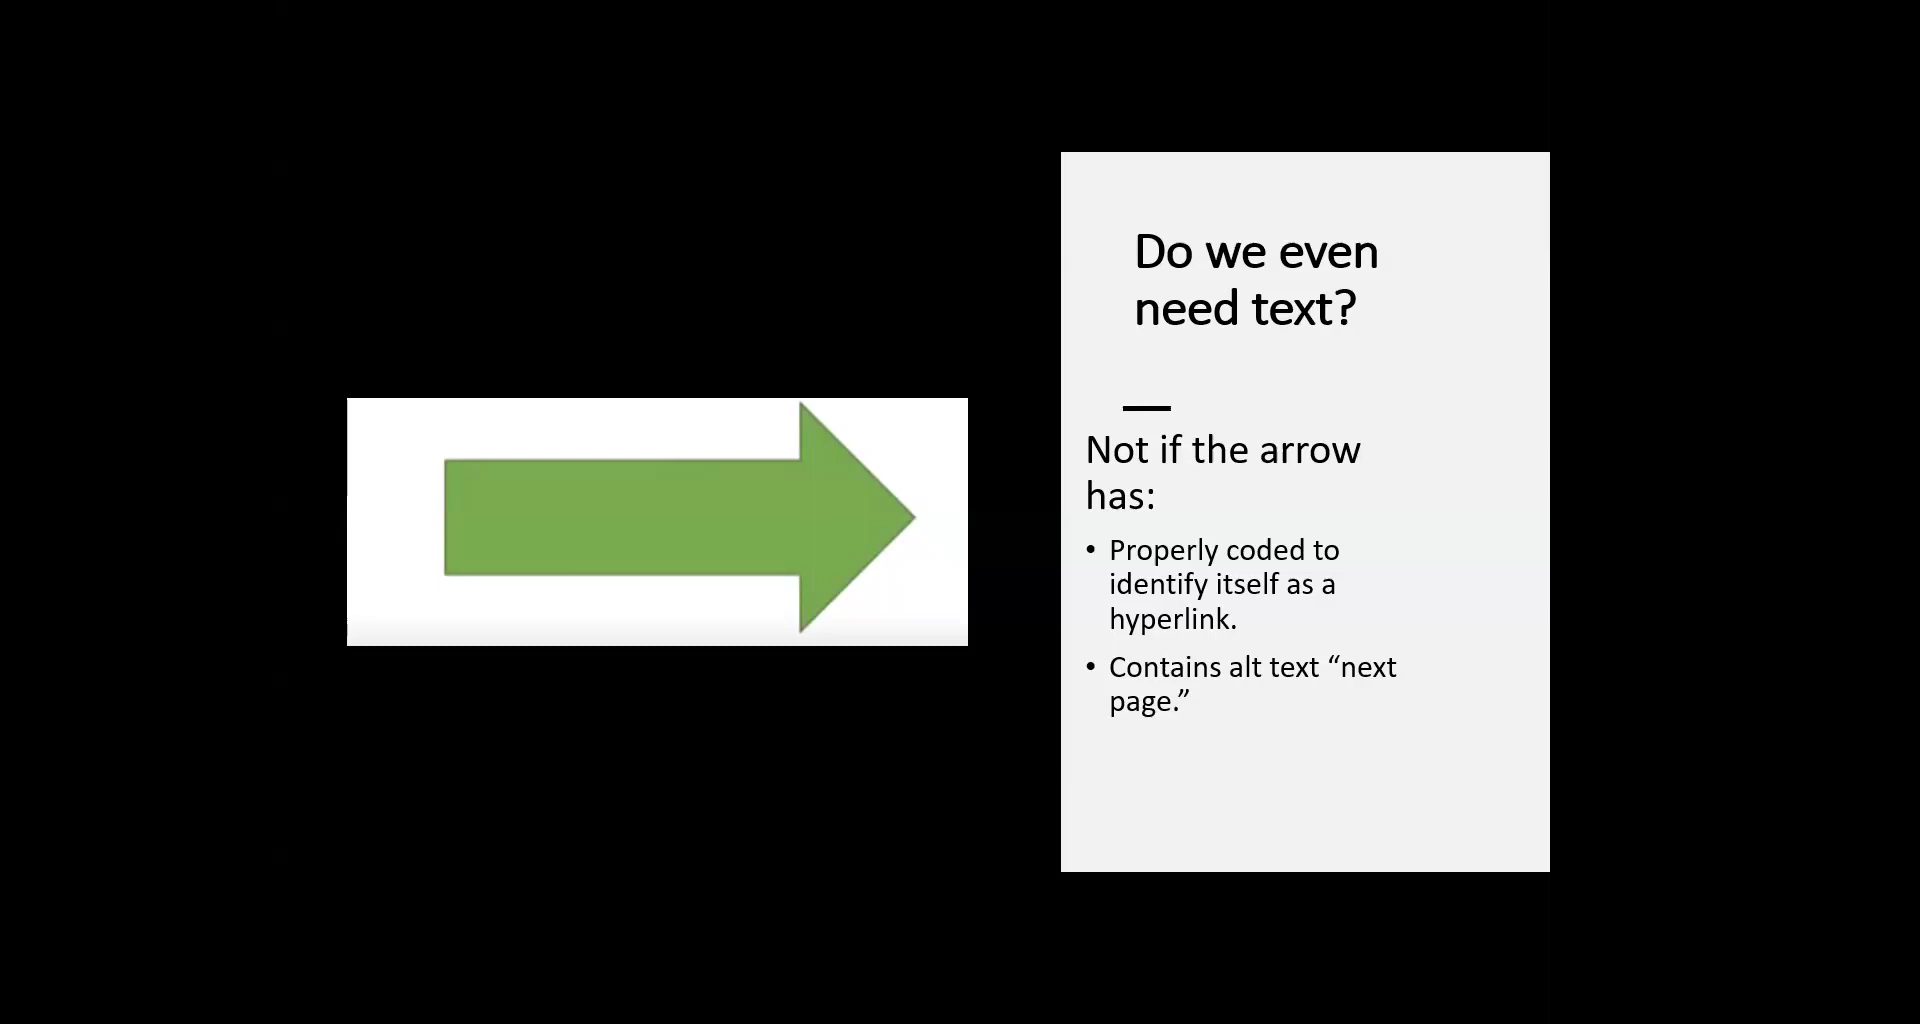 Do we even
need text?
Not if the arrow
has:
• Properly coded to
identify itself as a
hyperlink.
• Contains alt text “next
page.”